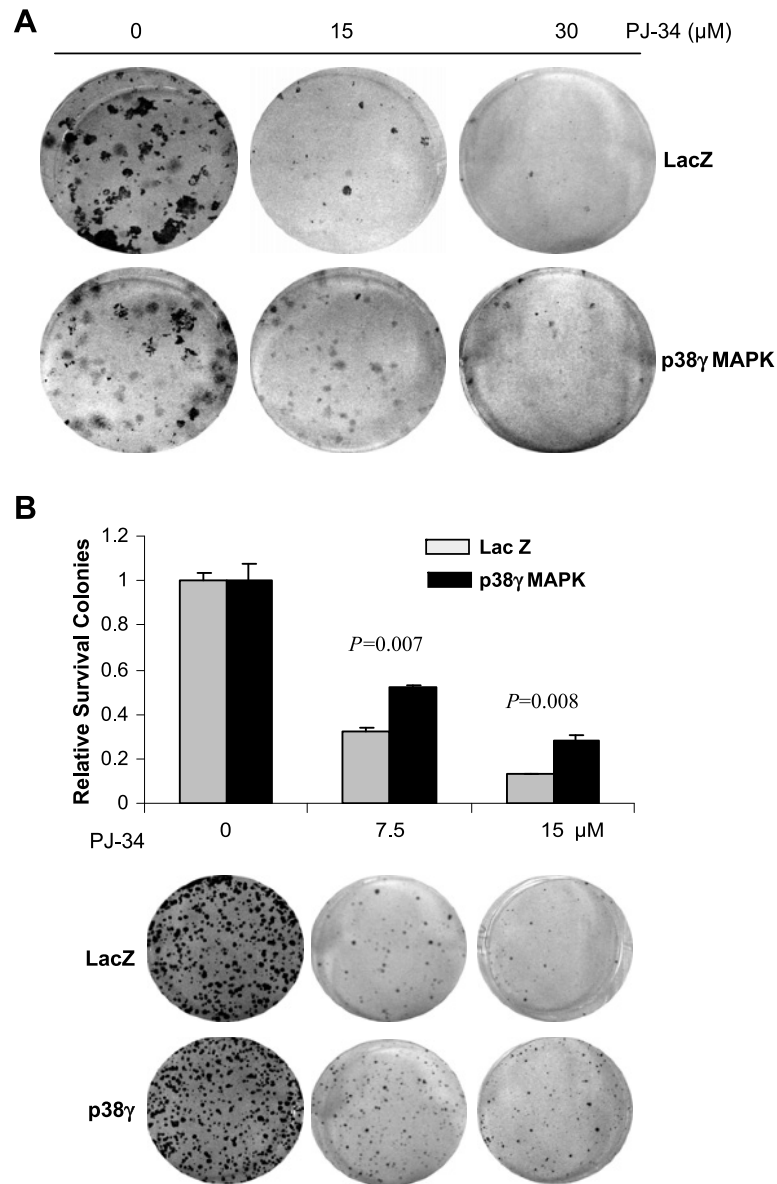 A
0 15 30 PJ-34 (µM)
LacZ
p38γ MAPK
B
Relative Survival Colonies
1.2
1
0.8
0.6
0.4
0.2
0
Lac Z
p38γ MAPK
P=0.007
P=0.008
PJ-34 0 7.5 15 µM
LacZ
p38γ